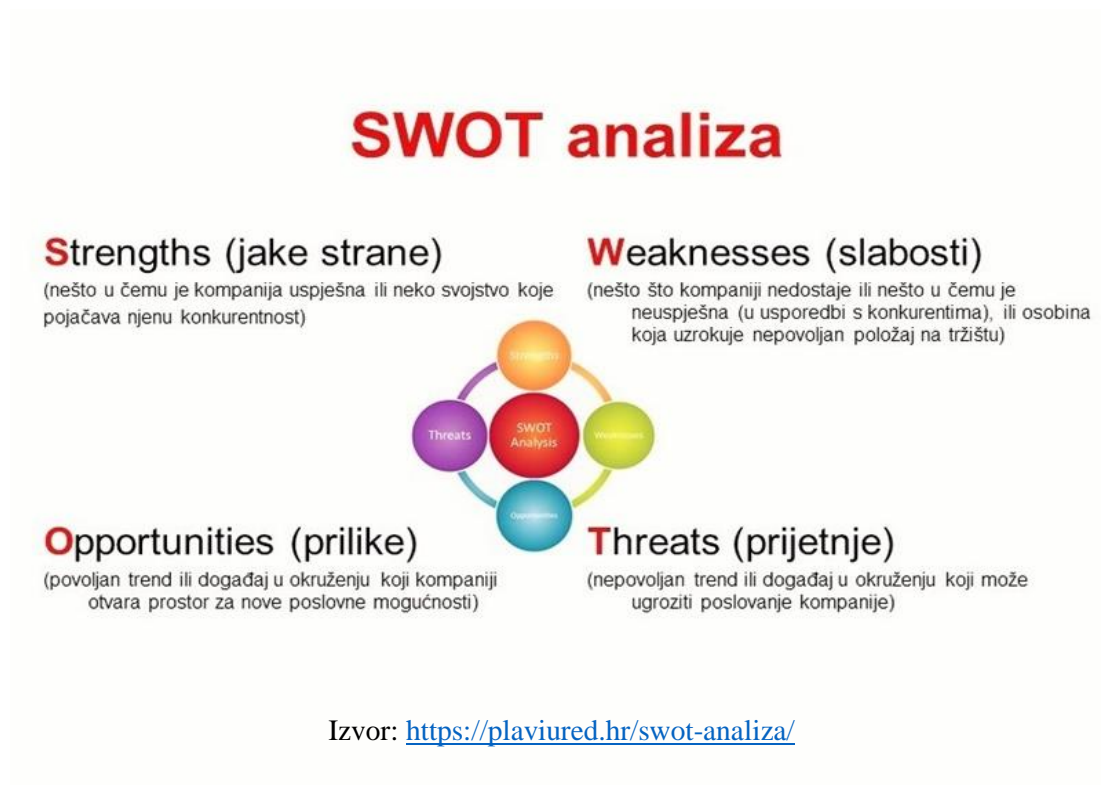 SWOT analiza
Strengths (jake strane)
(nešto u čemu je kompanija uspješna ili neko svojstvo koje
pojačava njenu konkurentnost)
Weaknesses (slabosti)
(nešto što kompaniji nedostaje ili nešto u čemu je
neuspješna (u usporedbi s konkurentima), ili osobina
koja uzrokuje nepovoljan položaj na tržištu)
Strengths
Threats
SWOT
Analysis
Weaknesses
Opportunities
Opportunities (prilike)
(povoljan trend ili događaj u okruženju koji kompaniji
otvara prostor za nove poslovne mogućnosti)
Threats (prijetnje)
(nepovoljan trend ili događaj u okruženju koji može
ugroziti poslovanje kompanije)
Izvor: https://plaviured.hr/swot-analiza/